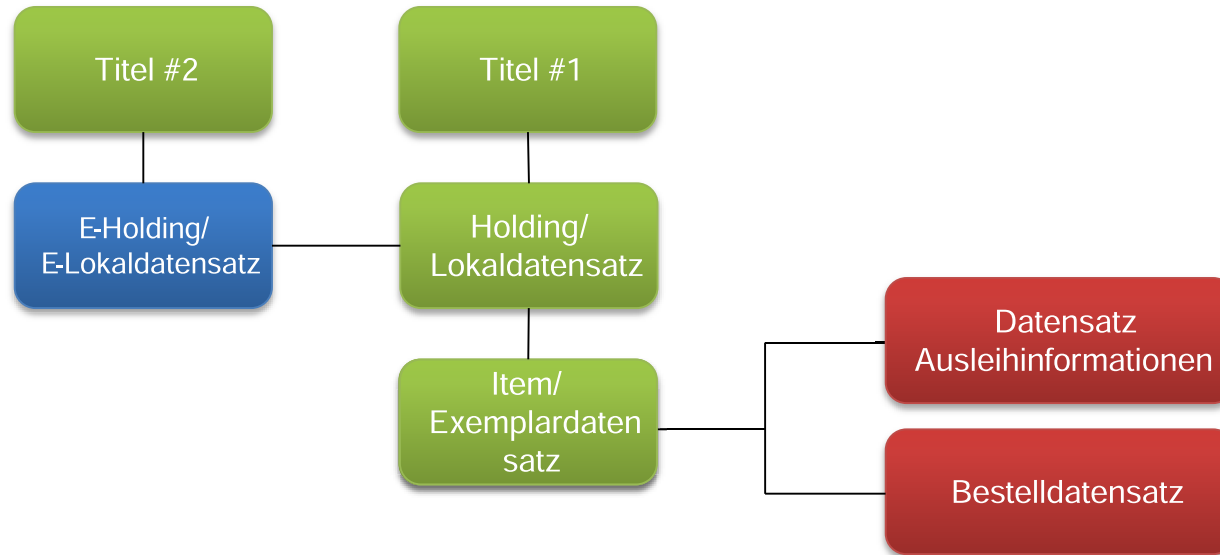 Titel #2
Titel #1
E-Holding/
E-Lokaldatensatz
Holding/
Lokaldatensatz
Item/
Exemplardaten
satz
Datensatz
Ausleihinformationen
Bestelldatensatz